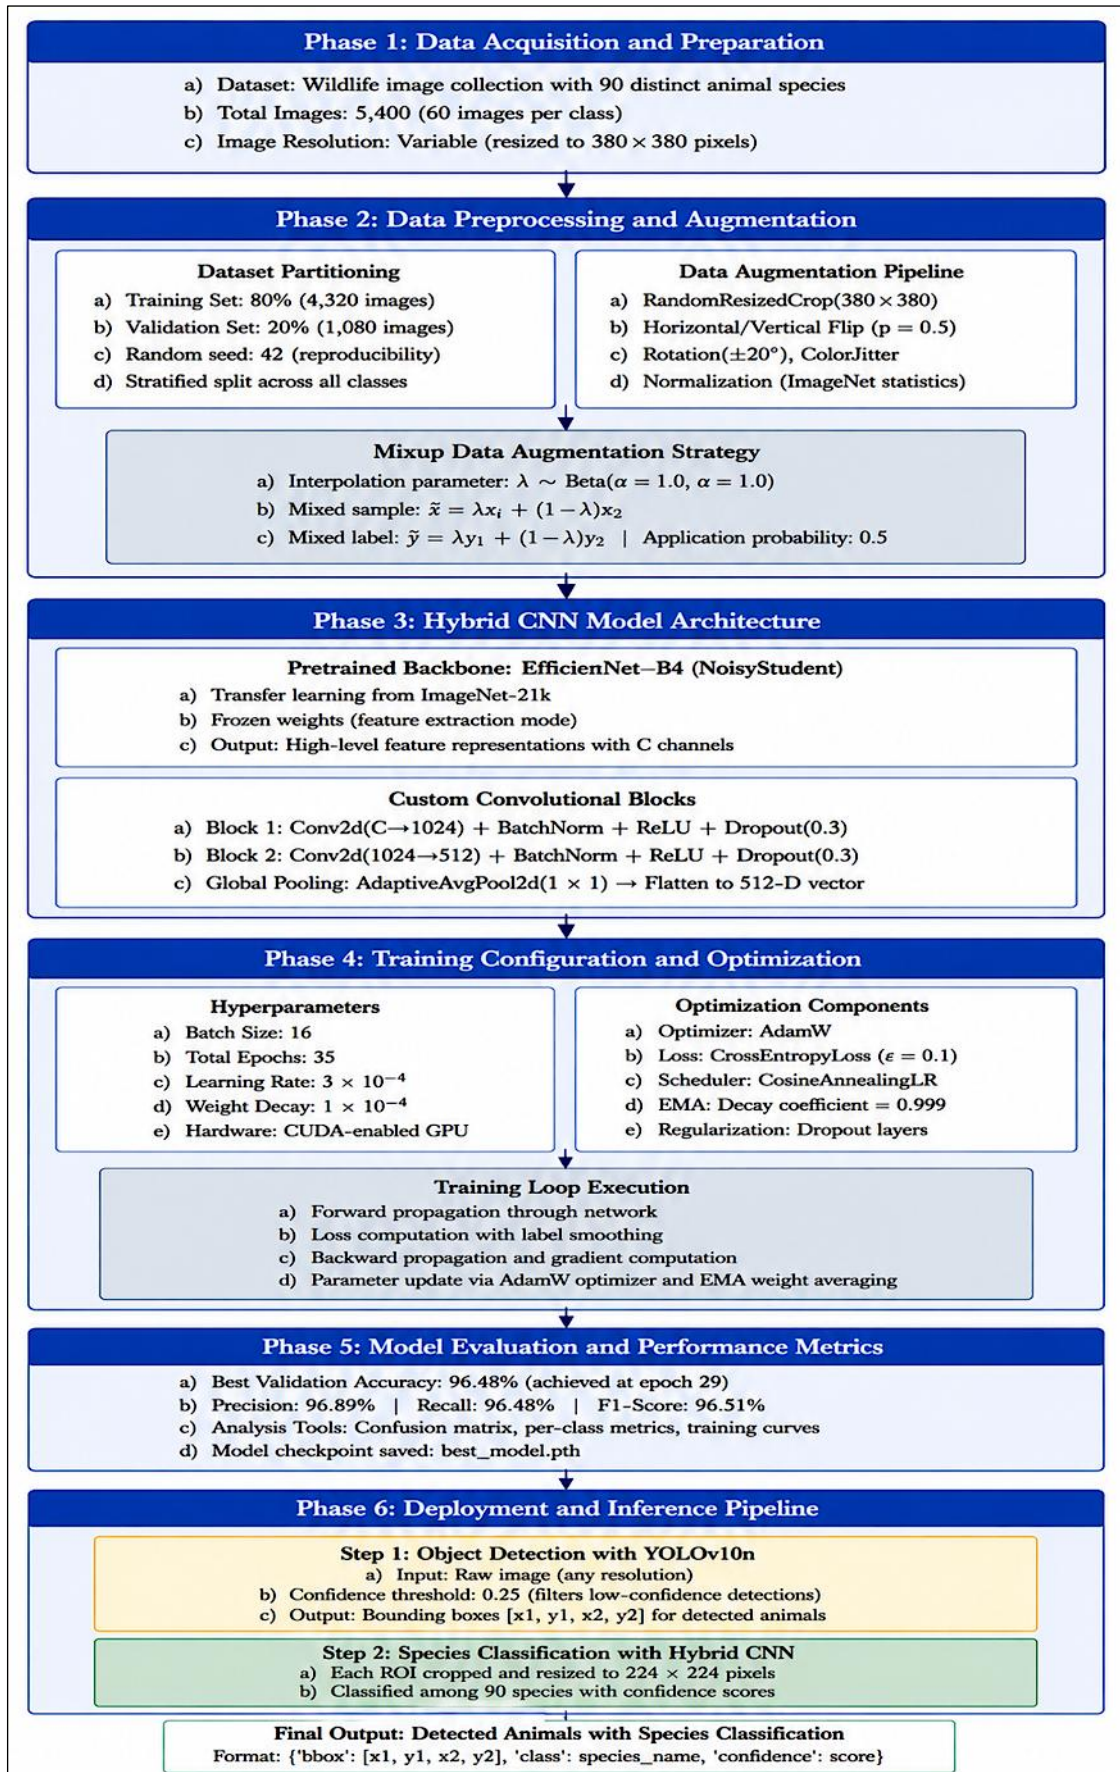 Phase 1: Data Acquisition and Preparation
a) Dataset: Wildlife image collection with 90 distinct animal species
b) Total Images: 5,400 (60 images per class)
c) Image Resolution: Variable (resized to 380 × 380 pixels)
Phase 2: Data Preprocessing and Augmentation
Dataset Partitioning
a) Training Set: 80% (4,320 images)
b) Validation Set: 20% (1,080 images)
c) Random seed: 42 (reproducibility)
d) Stratified split across all classes
Data Augmentation Pipeline
a) RandomResizedCrop(380 × 380)
b) Horizontal/Vertical Flip (p = 0.5)
c) Rotation(±20°), ColorJitter
d) Normalization (ImageNet statistics)
Mixup Data Augmentation Strategy
a) Interpolation parameter: λ ∼ Beta(α = 1.0, α = 1.0)
b) Mixed sample: x̃ = λxᵢ + (1 − λ)x₂
c) Mixed label: ỹ = λy₁ + (1 − λ)y₂ | Application probability: 0.5
Phase 3: Hybrid CNN Model Architecture
Pretrained Backbone: EfficienNet−B4 (NoisyStudent)
a) Transfer learning from ImageNet-21k
b) Frozen weights (feature extraction mode)
c) Output: High-level feature representations with C channels
Custom Convolutional Blocks
a) Block 1: Conv2d(C→1024) + BatchNorm + ReLU + Dropout(0.3)
b) Block 2: Conv2d(1024→512) + BatchNorm + ReLU + Dropout(0.3)
c) Global Pooling: AdaptiveAvgPool2d(1 × 1) → Flatten to 512-D vector
Phase 4: Training Configuration and Optimization
Hyperparameters
a) Batch Size: 16
b) Total Epochs: 35
c) Learning Rate: 3 × 10⁻⁴
d) Weight Decay: 1 × 10⁻⁴
e) Hardware: CUDA-enabled GPU
Optimization Components
a) Optimizer: AdamW
b) Loss: CrossEntropyLoss (ε = 0.1)
c) Scheduler: CosineAnnealingLR
d) EMA: Decay coefficient = 0.999
e) Regularization: Dropout layers
Training Loop Execution
a) Forward propagation through network
b) Loss computation with label smoothing
c) Backward propagation and gradient computation
d) Parameter update via AdamW optimizer and EMA weight averaging
Phase 5: Model Evaluation and Performance Metrics
a) Best Validation Accuracy: 96.48% (achieved at epoch 29)
b) Precision: 96.89% | Recall: 96.48% | F1-Score: 96.51%
c) Analysis Tools: Confusion matrix, per-class metrics, training curves
d) Model checkpoint saved: best_model.pth
Phase 6: Deployment and Inference Pipeline
Step 1: Object Detection with YOLOv10n
a) Input: Raw image (any resolution)
b) Confidence threshold: 0.25 (filters low-confidence detections)
c) Output: Bounding boxes [x1, y1, x2, y2] for detected animals
Step 2: Species Classification with Hybrid CNN
a) Each ROI cropped and resized to 224 × 224 pixels
b) Classified among 90 species with confidence scores
Final Output: Detected Animals with Species Classification
Format: {'bbox': [x1, y1, x2, y2], 'class': species_name, 'confidence': score}